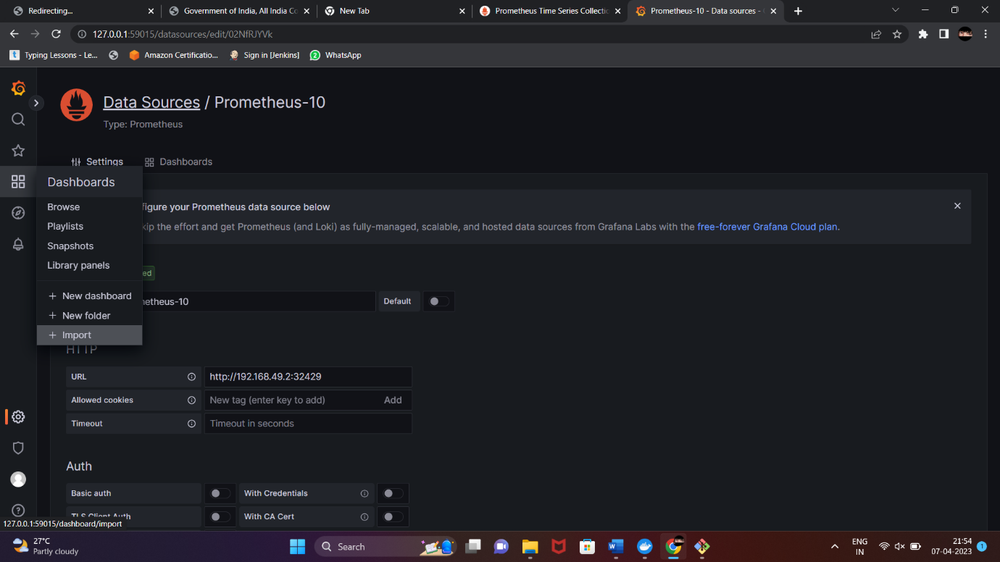 Redirecting...
Government of India, All India Co
New Tab
Prometheus Time Series Collectio
Prometheus-10 - Data sources -
127.0.0.1:59015/datasources/edit/02NfRJYVk
Typing Lessons - Le...
Amazon Certificatio...
Sign in [Jenkins]
2
WhatsApp
Data Sources / Prometheus-10
Type: Prometheus
Settings
Dashboards
Dashboards
Browse
Playlists
Snapshots
Library panels
+ New dashboard
+ New folder
+ Import
figure your Prometheus data source below
kip the effort and get Prometheus (and Loki) as fully-managed, scalable, and hosted data sources from Grafana Labs with the free-forever Grafana Cloud plan.
ed
netheus-10
Default
HTTP
URL
http://192.168.49.2:32429
Allowed cookies
New tag (enter key to add)
Add
Timeout
Timeout in seconds
Auth
Basic auth
With Credentials
TLS Client Auth
With CA Cert
127.0.0.1:59015/dashboard/import
27°C
Partly cloudy
Search
ENG
IN
21:54
07-04-2023
1